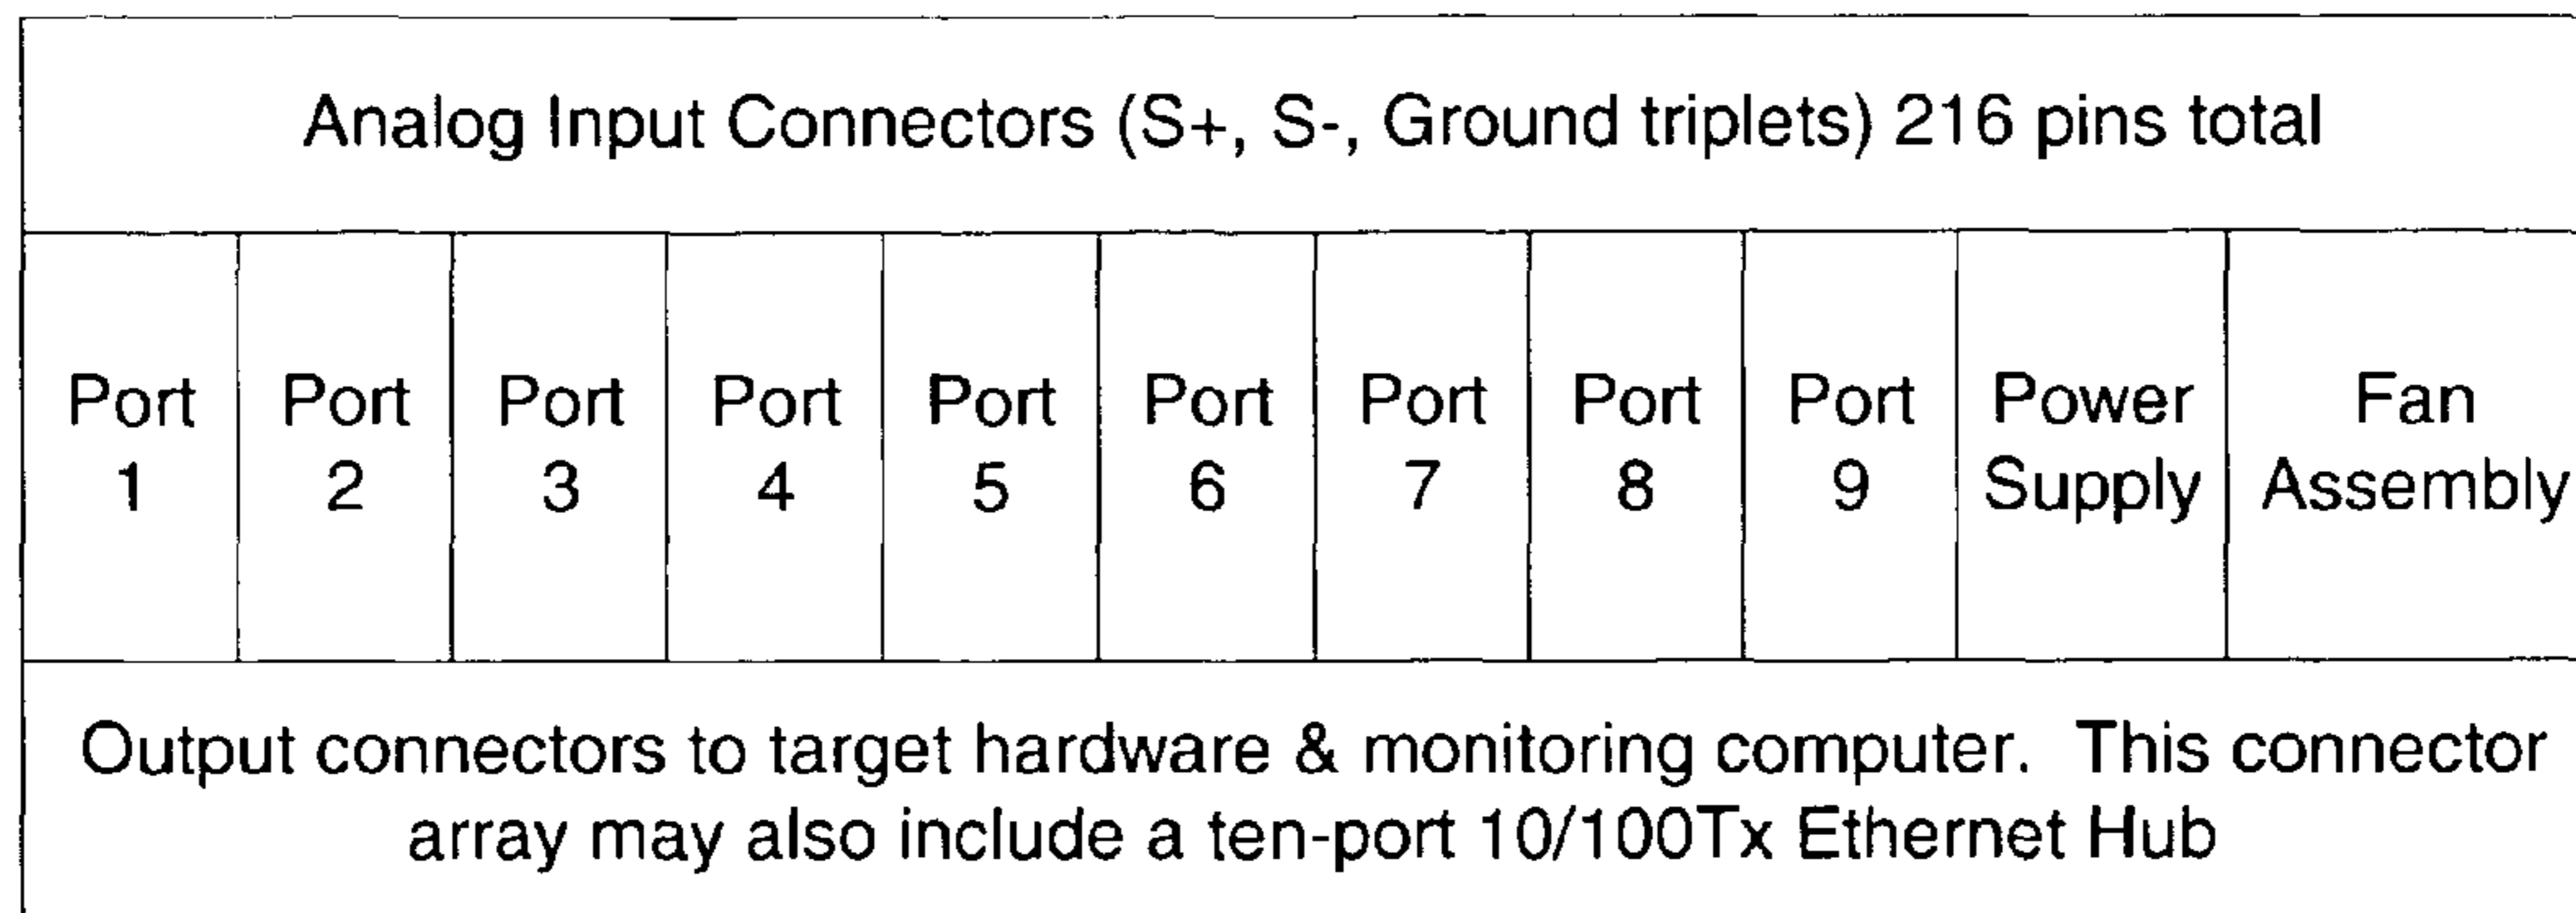 Analog Input Connectors (S+, S-, Ground triplets) 216 pins total
Port Port Port Port Port Port Port Port Port Power Fan
1 2 3 4 5 6 7 8 9 Supply Assembly
Output connectors to target hardware & monitoring computer. This connector
array may also include a ten-port 10/100Tx Ethernet Hub